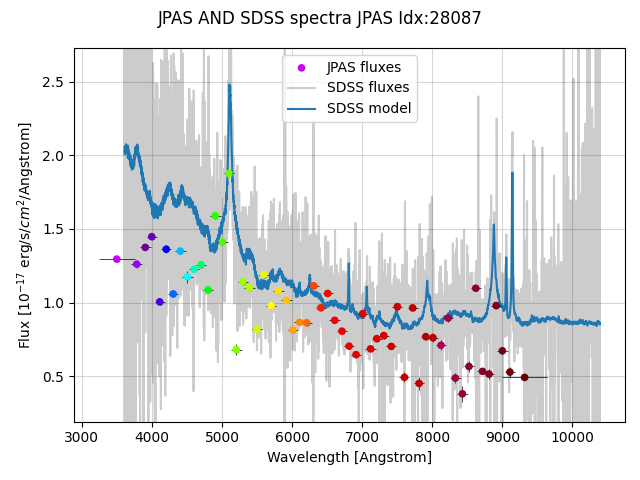 JPAS AND SDSS spectra JPAS Idx:28087
JPAS fluxes
SDSS fluxes
SDSS model
2.5
2.0
1.5
1.0
0.5
Flux [10⁻¹⁷ erg/s/cm²/Angstrom]
3000 4000 5000 6000 7000 8000 9000 10000
Wavelength [Angstrom]